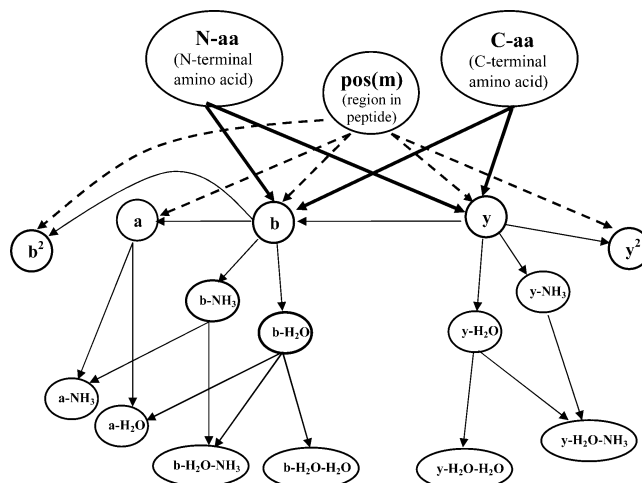 N-aa
(N-terminal
amino acid)
C-aa
(C-terminal
amino acid)
pos(m)
(region in
peptide)
b²
a
b
y
y²
b-NH₃
b-H₂O
y-H₂O
y-NH₃
a-NH₃
a-H₂O
b-H₂O-NH₃
b-H₂O-H₂O
y-H₂O-H₂O
y-H₂O-NH₃